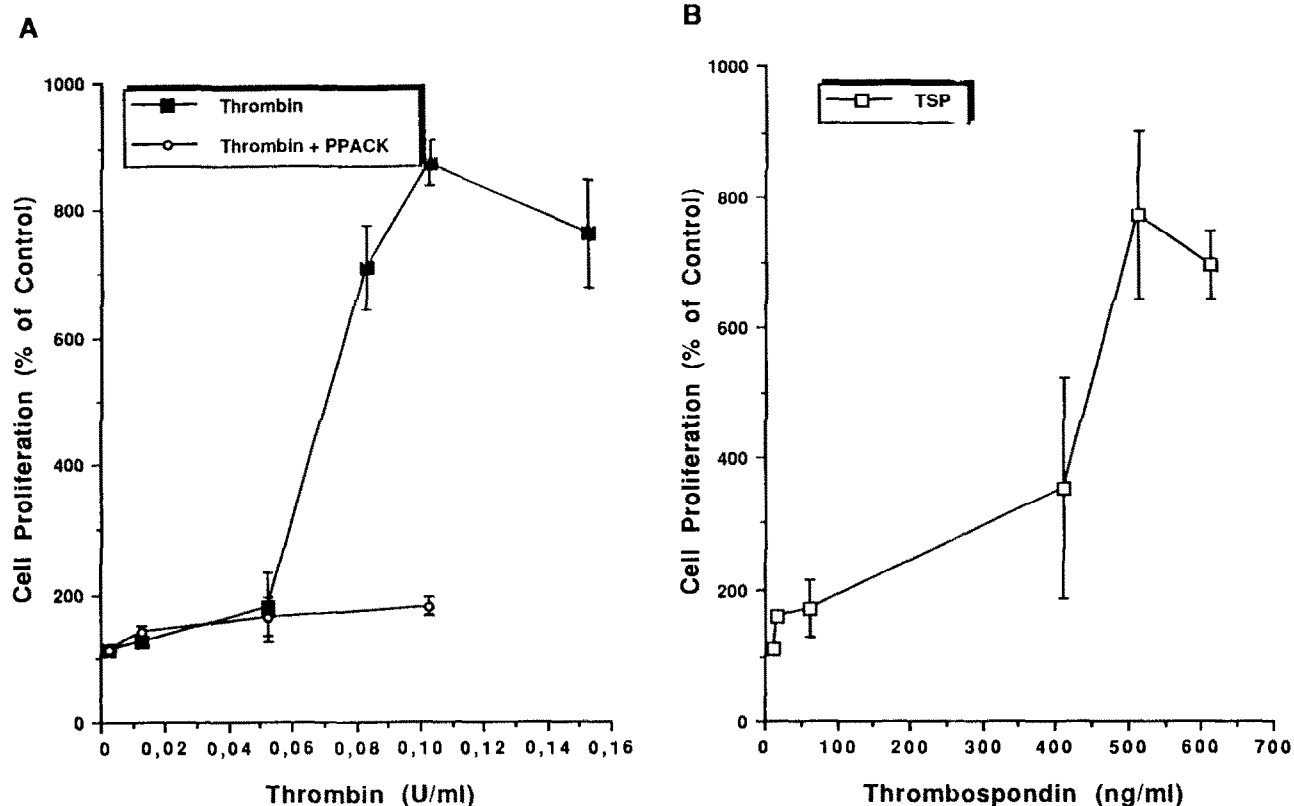 A
Cell Proliferation (% of Control)
1000
800
600
400
200
0
Thrombin
Thrombin + PPACK
0 0,02 0,04 0,06 0,08 0,10 0,12 0,14 0,16
Thrombin (U/ml)
B
Cell Proliferation (% of Control)
1000
800
600
400
200
0
TSP
0 100 200 300 400 500 600 700
Thrombospondin (ng/ml)